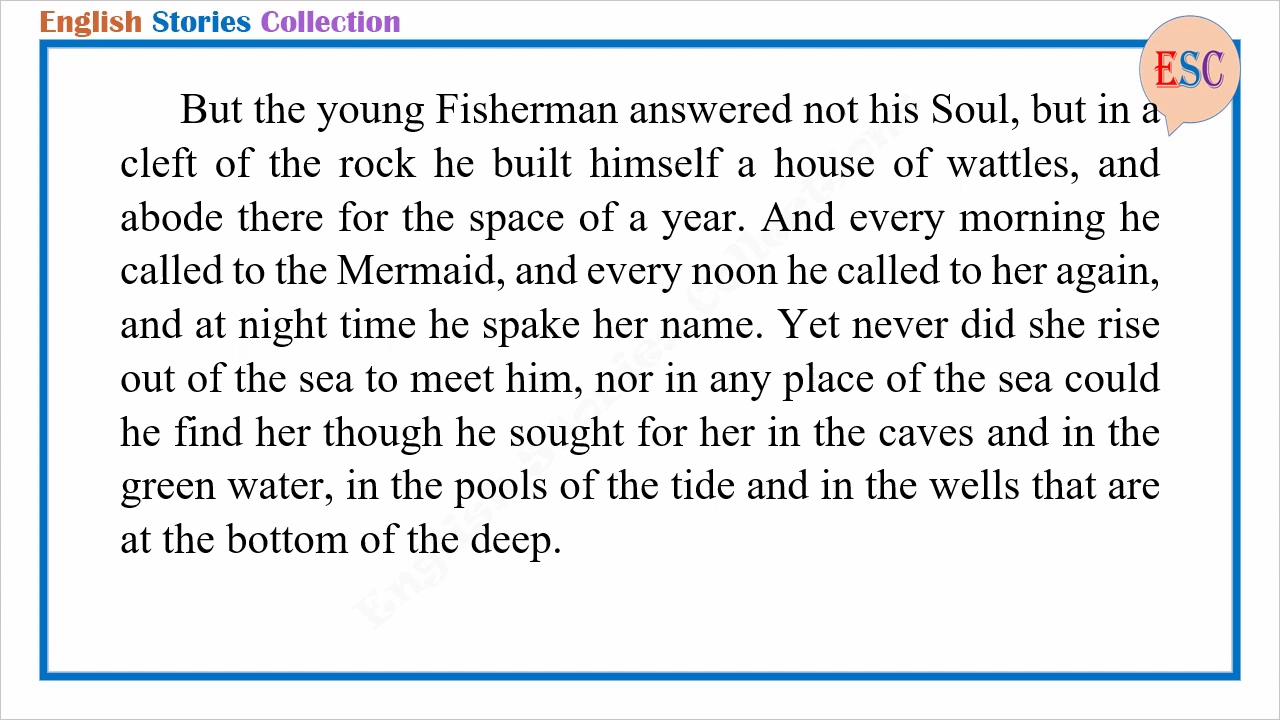 English Stories Collection
ESC
But the young Fisherman answered not his Soul, but in a
cleft of the rock he built himself a house of wattles, and
abode there for the space of a year. And every morning he
called to the Mermaid, and every noon he called to her again,
and at night time he spake her name. Yet never did she rise
out of the sea to meet him, nor in any place of the sea could
he find her though he sought for her in the caves and in the
green water, in the pools of the tide and in the wells that are
at the bottom of the deep.
English Stories Collection